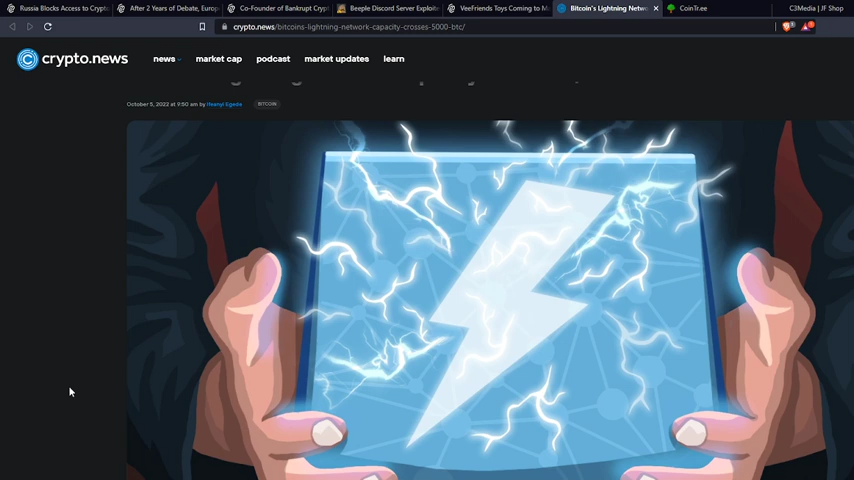 Russia Blocks Access to Crypto
After 2 Years of Debate, Europ
Co-Founder of Bankrupt Crypt
Beeple Discord Server Exploite
VeeFriends Toys Coming to M
Bitcoin's Lightning Netwo
CoinTr.ee
C3Media | JF Shop
crypto.news/bitcoins-lightning-network-capacity-crosses-5000-btc/
crypto.news
news
market cap
podcast
market updates
learn
October 5, 2022 at 9:50 am by Ifeanyi Egede
BITCOIN